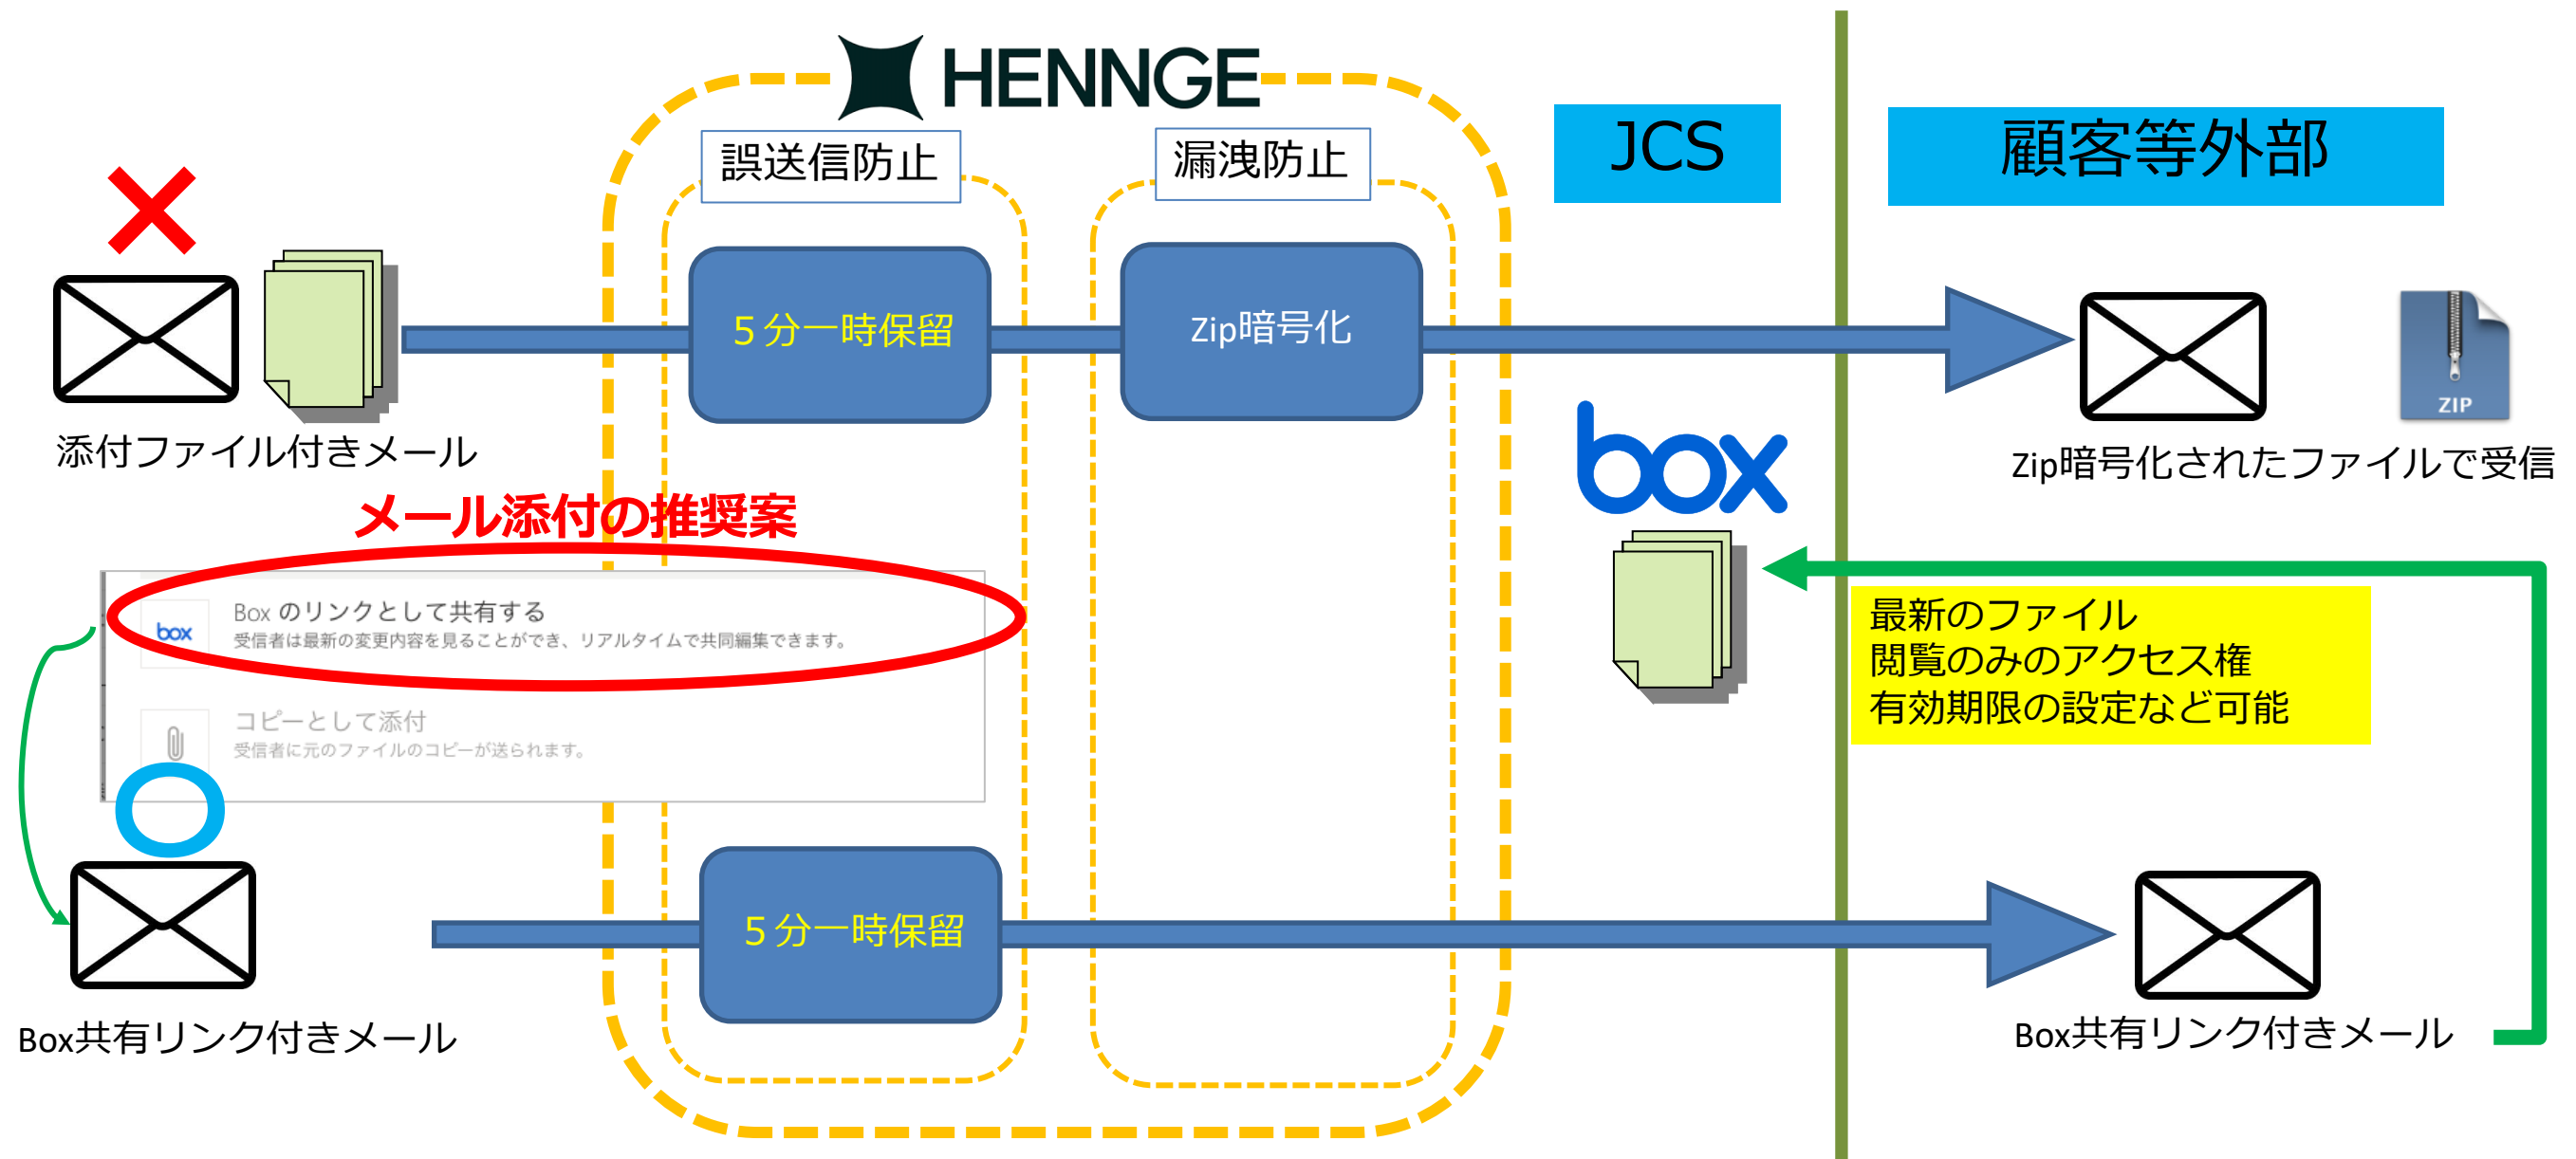 HENNGE
誤送信防止
漏洩防止
JCS
顧客等外部
５分一時保留
Zip暗号化
ZIP
添付ファイル付きメール
Zip暗号化されたファイルで受信
box
メール添付の推奨案
box
Box のリンクとして共有する
受信者は最新の変更内容を見ることができ、リアルタイムで共同編集できます。
コピーとして添付
受信者に元のファイルのコピーが送られます。
最新のファイル
閲覧のみのアクセス権
有効期限の設定など可能
５分一時保留
Box共有リンク付きメール
Box共有リンク付きメール